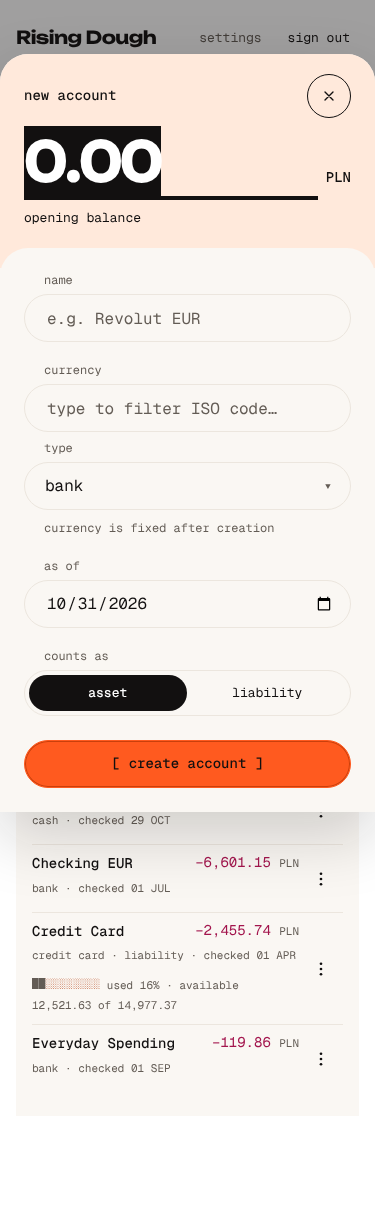 Rising Dough settings sign out
new account
0.00 PLN
opening balance
name
e.g. Revolut EUR
currency
type to filter ISO code…
type
bank
currency is fixed after creation
as of
10/31/2026
counts as
asset liability
[ create account ]
cash · checked 29 OCT
Checking EUR −6,601.15 PLN
bank · checked 01 JUL
Credit Card −2,455.74 PLN
credit card · liability · checked 01 APR
██░░░░░░░░ used 16% · available
12,521.63 of 14,977.37
Everyday Spending −119.86 PLN
bank · checked 01 SEP